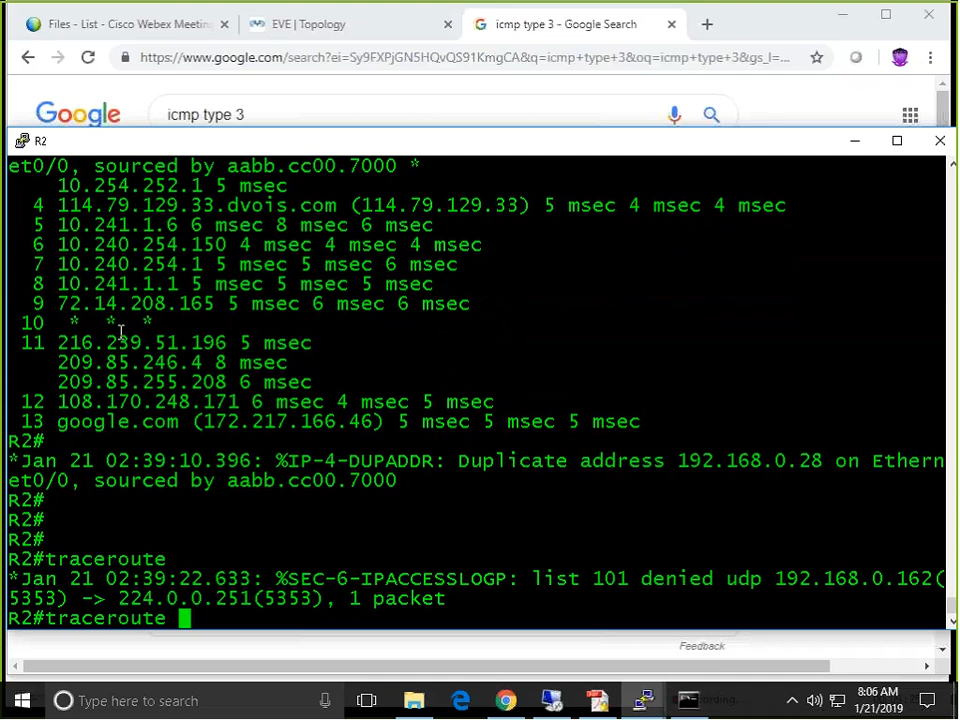 Files - List - Cisco Webex Meetin
EVE | Topology
icmp type 3 - Google Search
https://www.google.com/search?ei=Sy9FXPjGN5HQvQS91KmgCA&q=icmp+type+3&oq=icmp+type+3&gs_l=...
Google
icmp type 3
R2
et0/0, sourced by aabb.cc00.7000 *
10.254.252.1 5 msec
4 114.79.129.33.dvois.com (114.79.129.33) 5 msec 4 msec 4 msec
5 10.241.1.6 6 msec 8 msec 6 msec
6 10.240.254.150 4 msec 4 msec 4 msec
7 10.240.254.1 5 msec 5 msec 6 msec
8 10.241.1.1 5 msec 5 msec 5 msec
9 72.14.208.165 5 msec 6 msec 6 msec
10 * * *
11 216.239.51.196 5 msec
209.85.246.4 8 msec
209.85.255.208 6 msec
12 108.170.248.171 6 msec 4 msec 5 msec
13 google.com (172.217.166.46) 5 msec 5 msec 5 msec
R2#
*Jan 21 02:39:10.396: %IP-4-DUPADDR: Duplicate address 192.168.0.28 on Ethern
et0/0, sourced by aabb.cc00.7000
R2#
R2#
R2#
R2#traceroute
*Jan 21 02:39:22.633: %SEC-6-IPACCESSLOGP: list 101 denied udp 192.168.0.162(
5353) -> 224.0.0.251(5353), 1 packet
R2#traceroute
Feedback
Type here to search
8:06 AM
1/21/2019